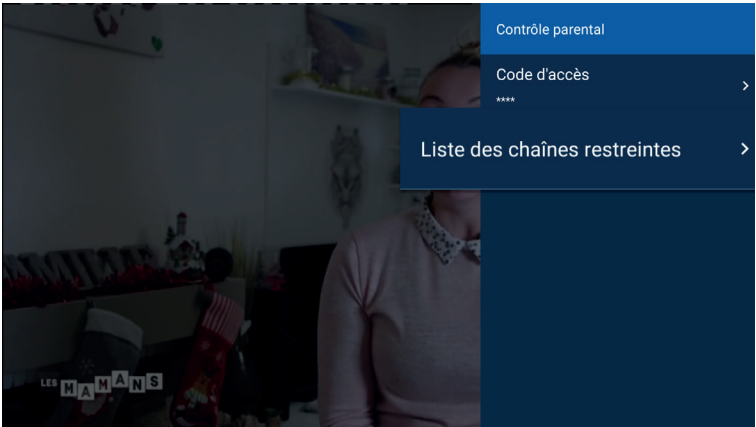 Contrôle parental
Code d'accès
****
Liste des chaînes restreintes
LES MAMANS